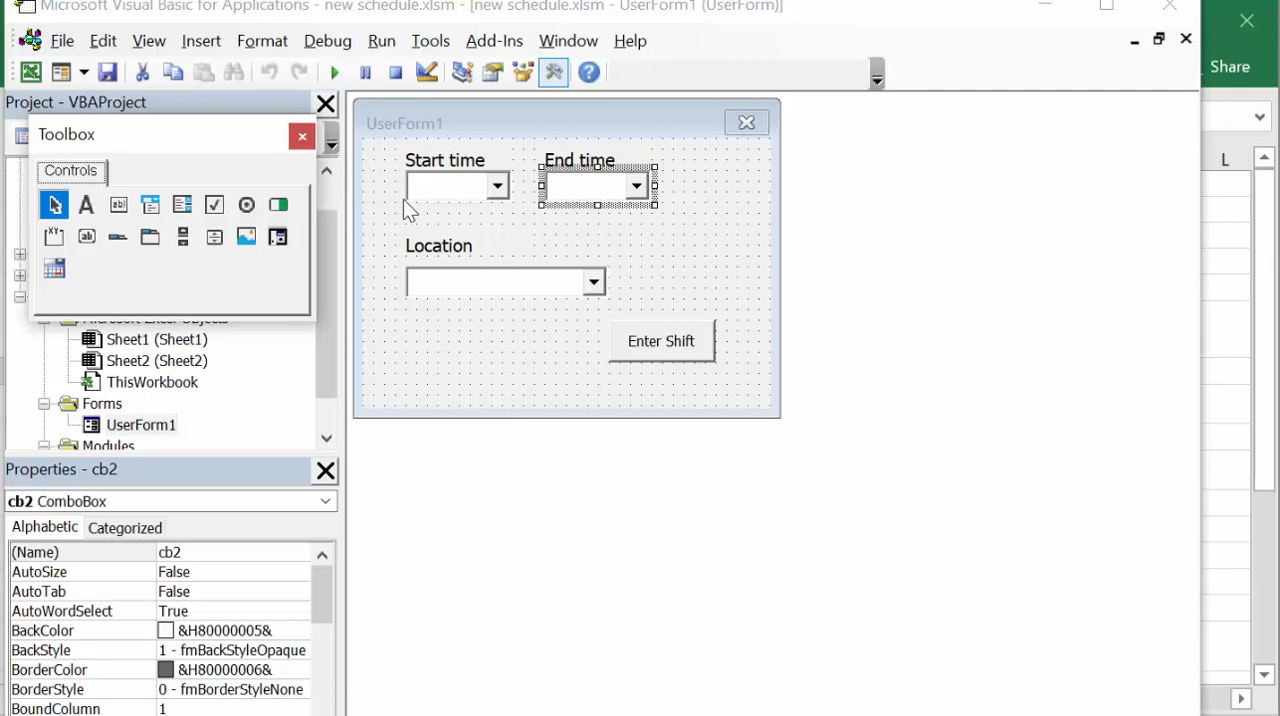 Microsoft Visual Basic for Applications - new schedule.xlsm - [new schedule.xlsm - UserForm1 (UserForm)]
File Edit View Insert Format Debug Run Tools Add-Ins Window Help
Share
Project - VBAProject
Toolbox
Controls
Microsoft Excel Objects
Sheet1 (Sheet1)
Sheet2 (Sheet2)
ThisWorkbook
Forms
UserForm1
Modules
UserForm1
Start time End time
Location
Enter Shift
L
Properties - cb2
cb2 ComboBox
Alphabetic Categorized
(Name) cb2
AutoSize False
AutoTab False
AutoWordSelect True
BackColor &H80000005&
BackStyle 1 - fmBackStyleOpaque
BorderColor &H80000006&
BorderStyle 0 - fmBorderStyleNone
BoundColumn 1